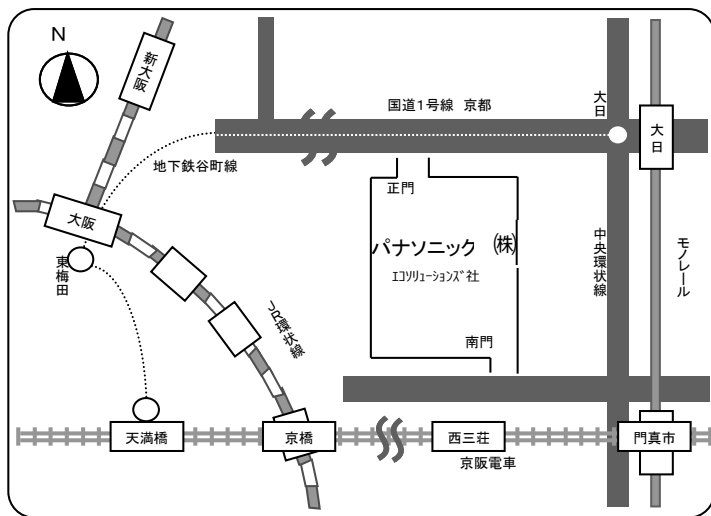 N
新大阪
国道１号線 京都
大日
大日
地下鉄谷町線
正門
大阪
パナソニック ㈱
エコソリューションズ社
中央環状線
モノレール
東梅田
JR環状線
南門
天満橋
京橋
西三荘
門真市
京阪電車